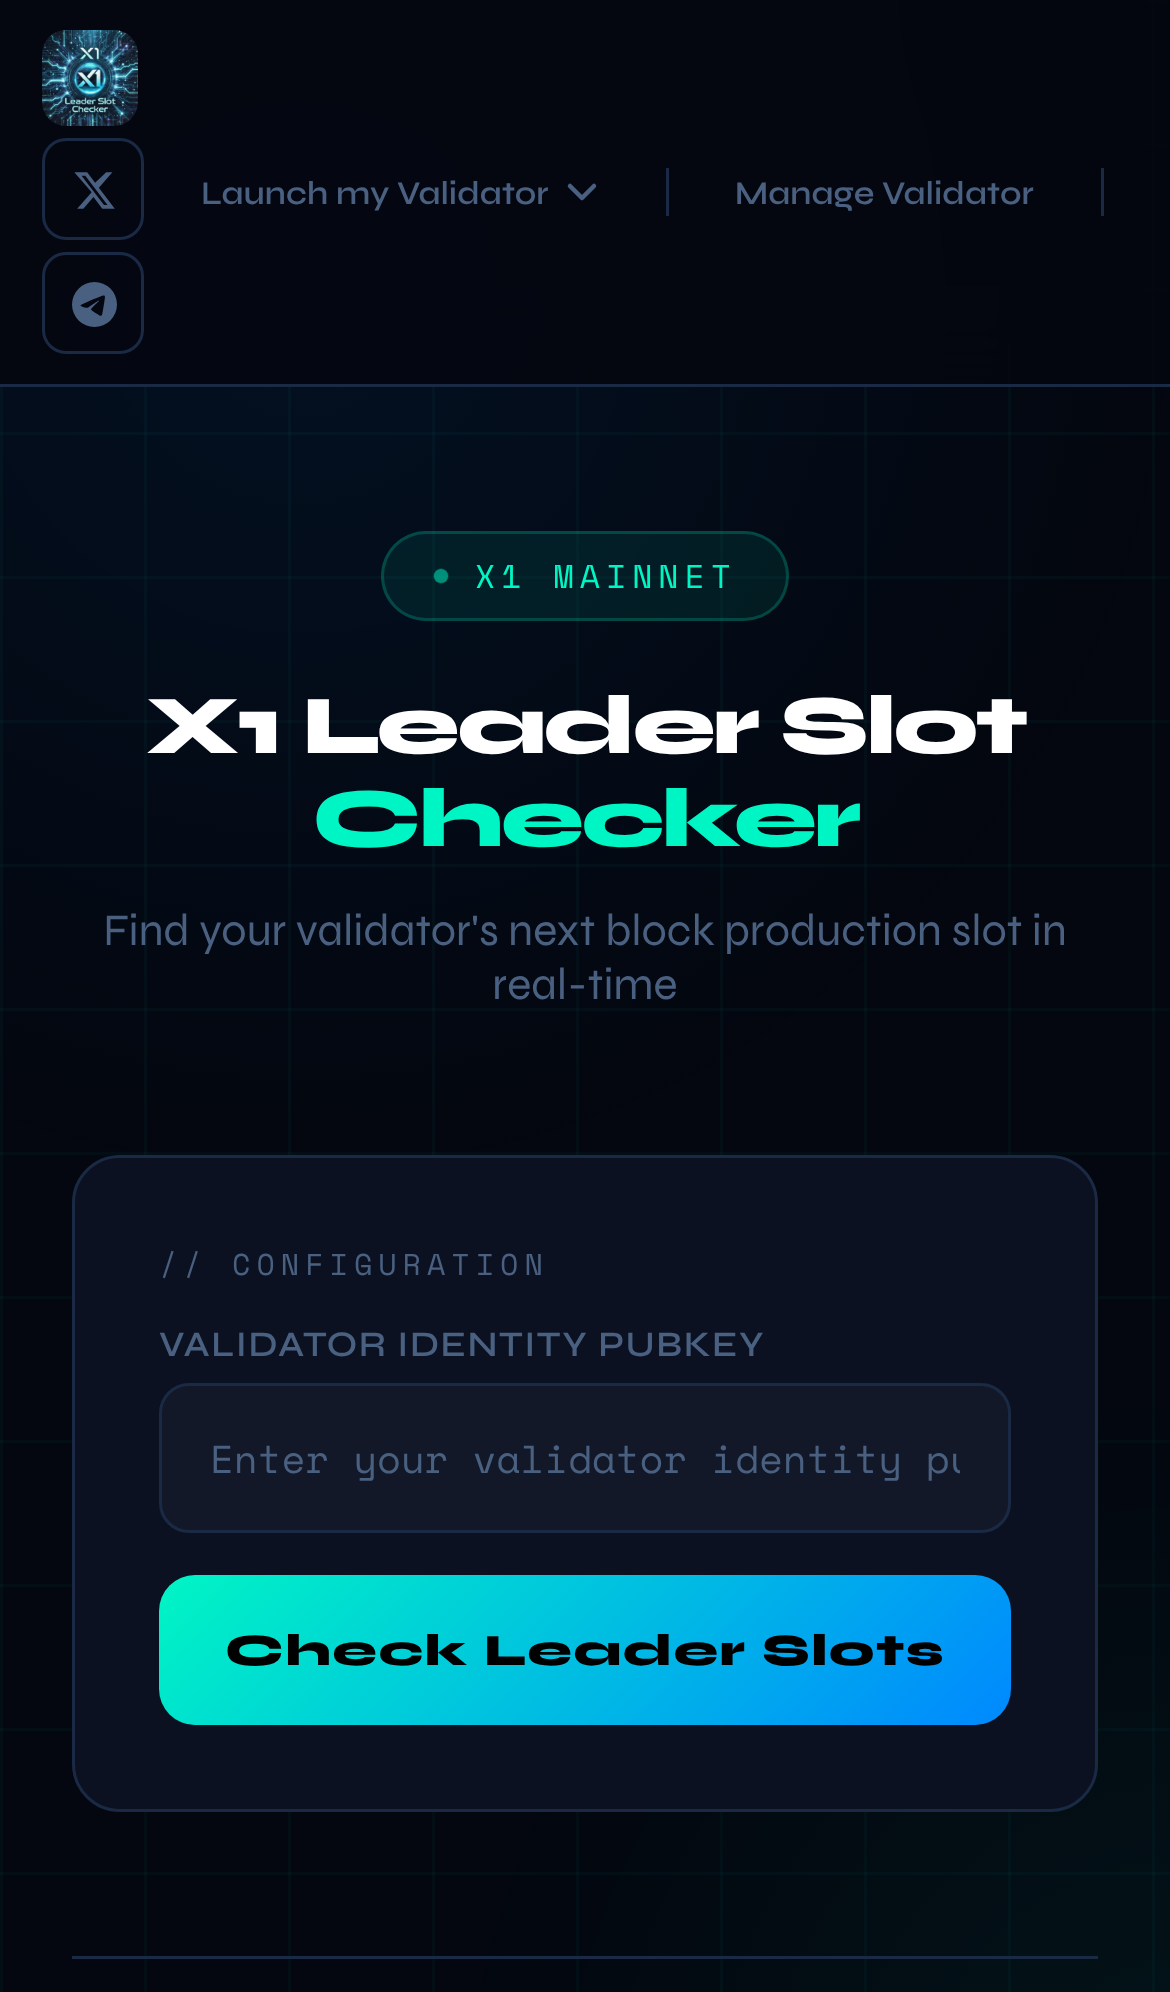 X1
X1
Leader Slot
Checker
Launch my Validator
Manage Validator
X1 MAINNET
X1 Leader Slot
Checker
Find your validator's next block production slot in
real-time
// CONFIGURATION
VALIDATOR IDENTITY PUBKEY
Enter your validator identity pu
Check Leader Slots